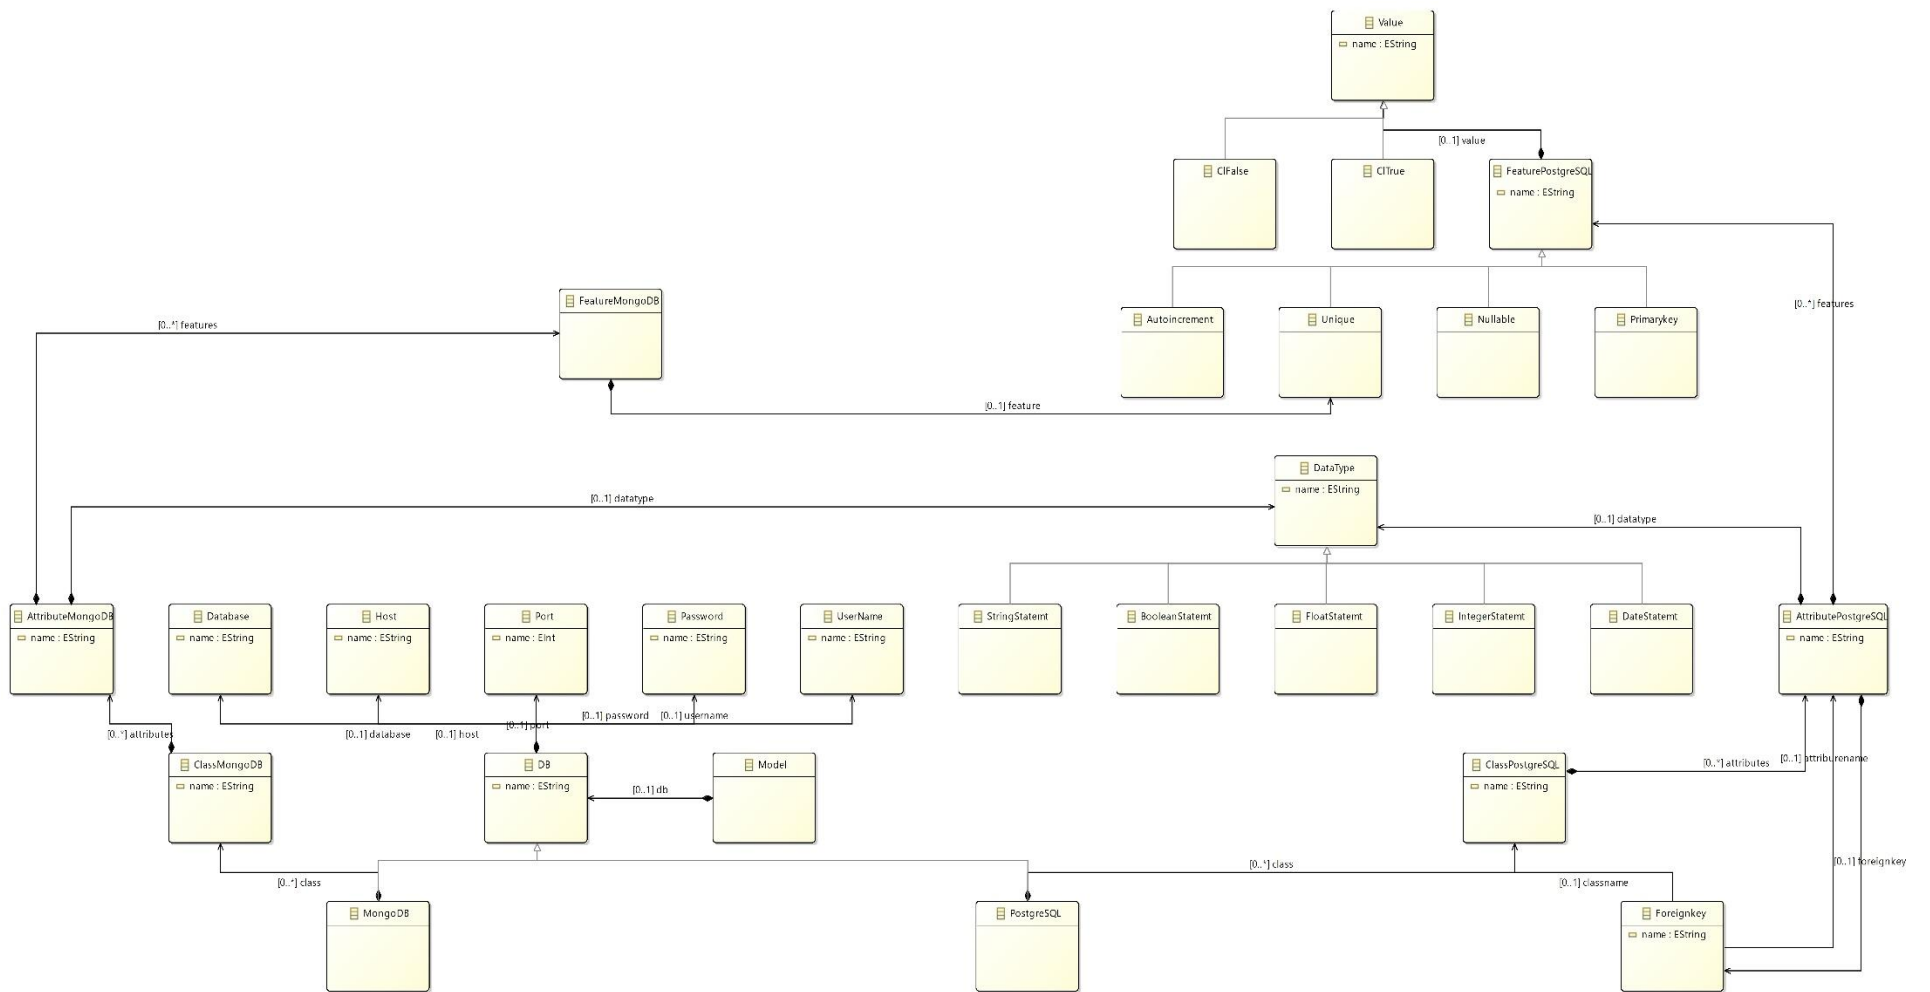 Value
name : EString
[0..1] value
ClFalse
ClTrue
FeaturePostgreSQL
name : EString
FeatureMongoDB
[0..*] features
[0..*] features
Autoincrement
Unique
Nullable
Primarykey
[0..1] feature
DataType
name : EString
[0..1] datatype
[0..1] datatype
AttributeMongoDB
name : EString
Database
name : EString
Host
name : EString
Port
name : EInt
Password
name : EString
UserName
name : EString
StringStatemt
BooleanStatemt
FloatStatemt
IntegerStatemt
DateStatemt
AttributePostgreSQL
name : EString
[0..*] attributes
[0..1] database
[0..1] host
[0..1] port
[0..1] password
[0..1] username
ClassMongoDB
name : EString
DB
name : EString
[0..1] db
Model
ClassPostgreSQL
name : EString
[0..*] attributes
[0..1] attriburename
[0..*] class
[0..*] class
[0..1] classname
[0..1] foreignkey
MongoDB
PostgreSQL
Foreignkey
name : EString